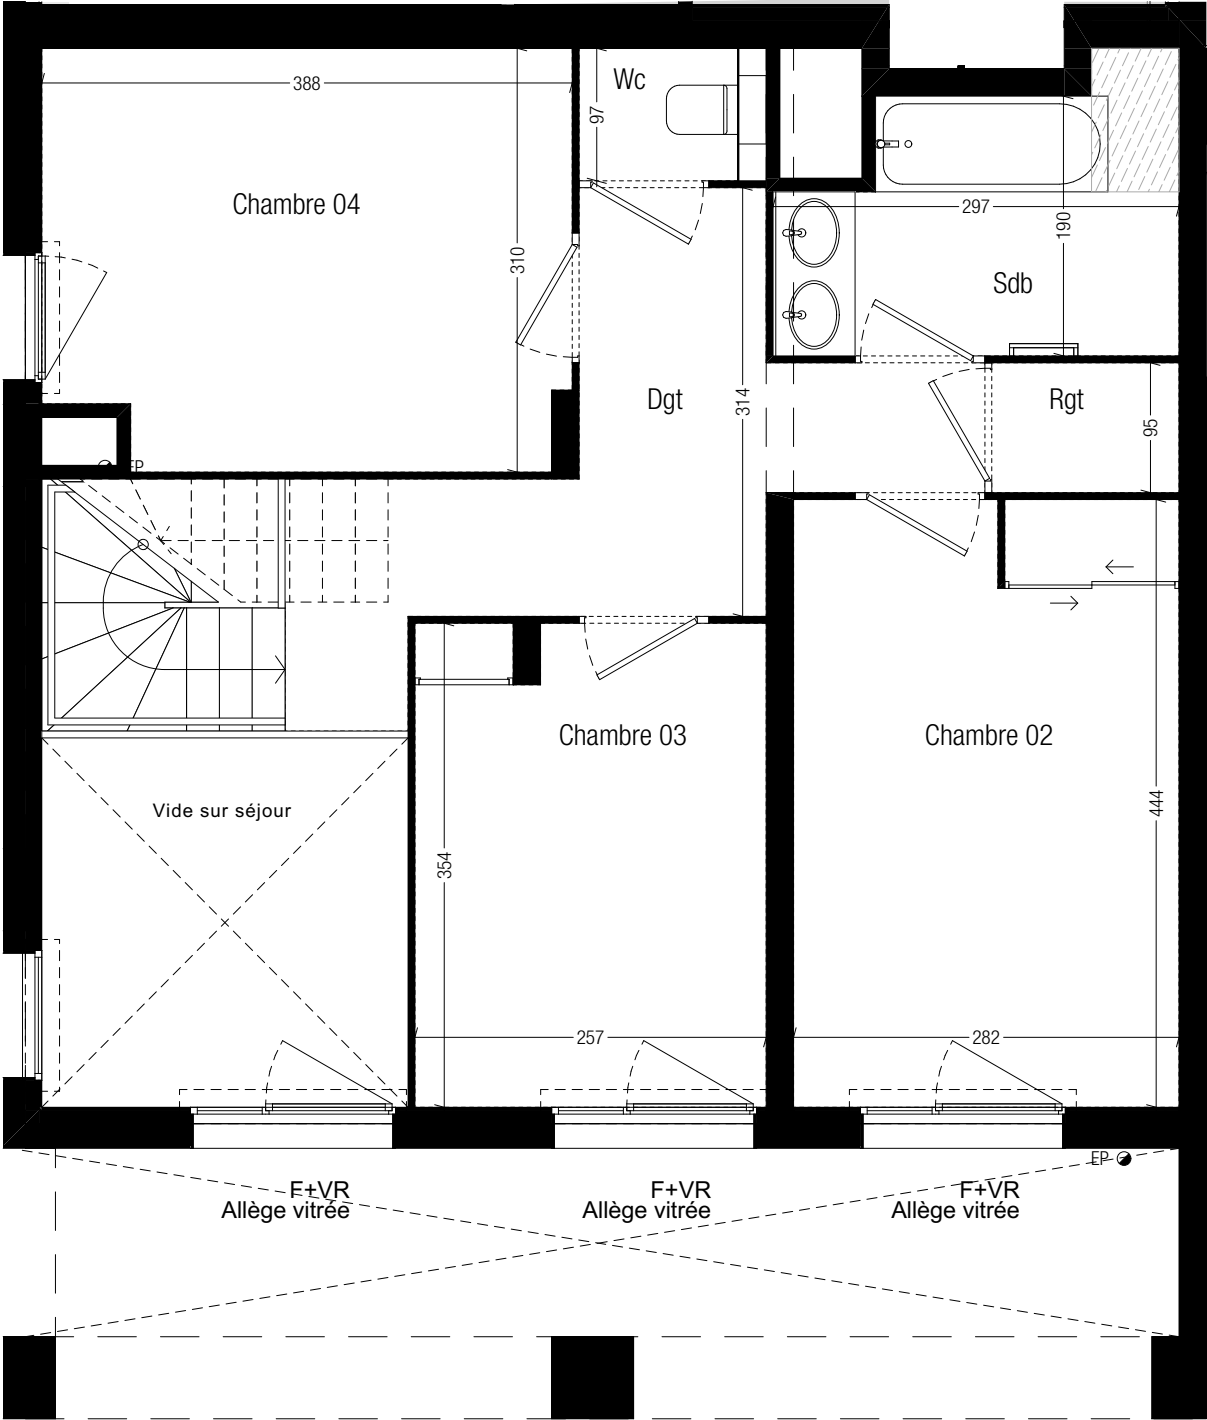 388
Wc
97
Chambre 04
310
297
190
Sdb
Dgt
314
Rgt
95
EP
Chambre 03
Chambre 02
Vide sur séjour
354
444
257
282
EP
F+VR
Allège vitrée
F+VR
Allège vitrée
F+VR
Allège vitrée